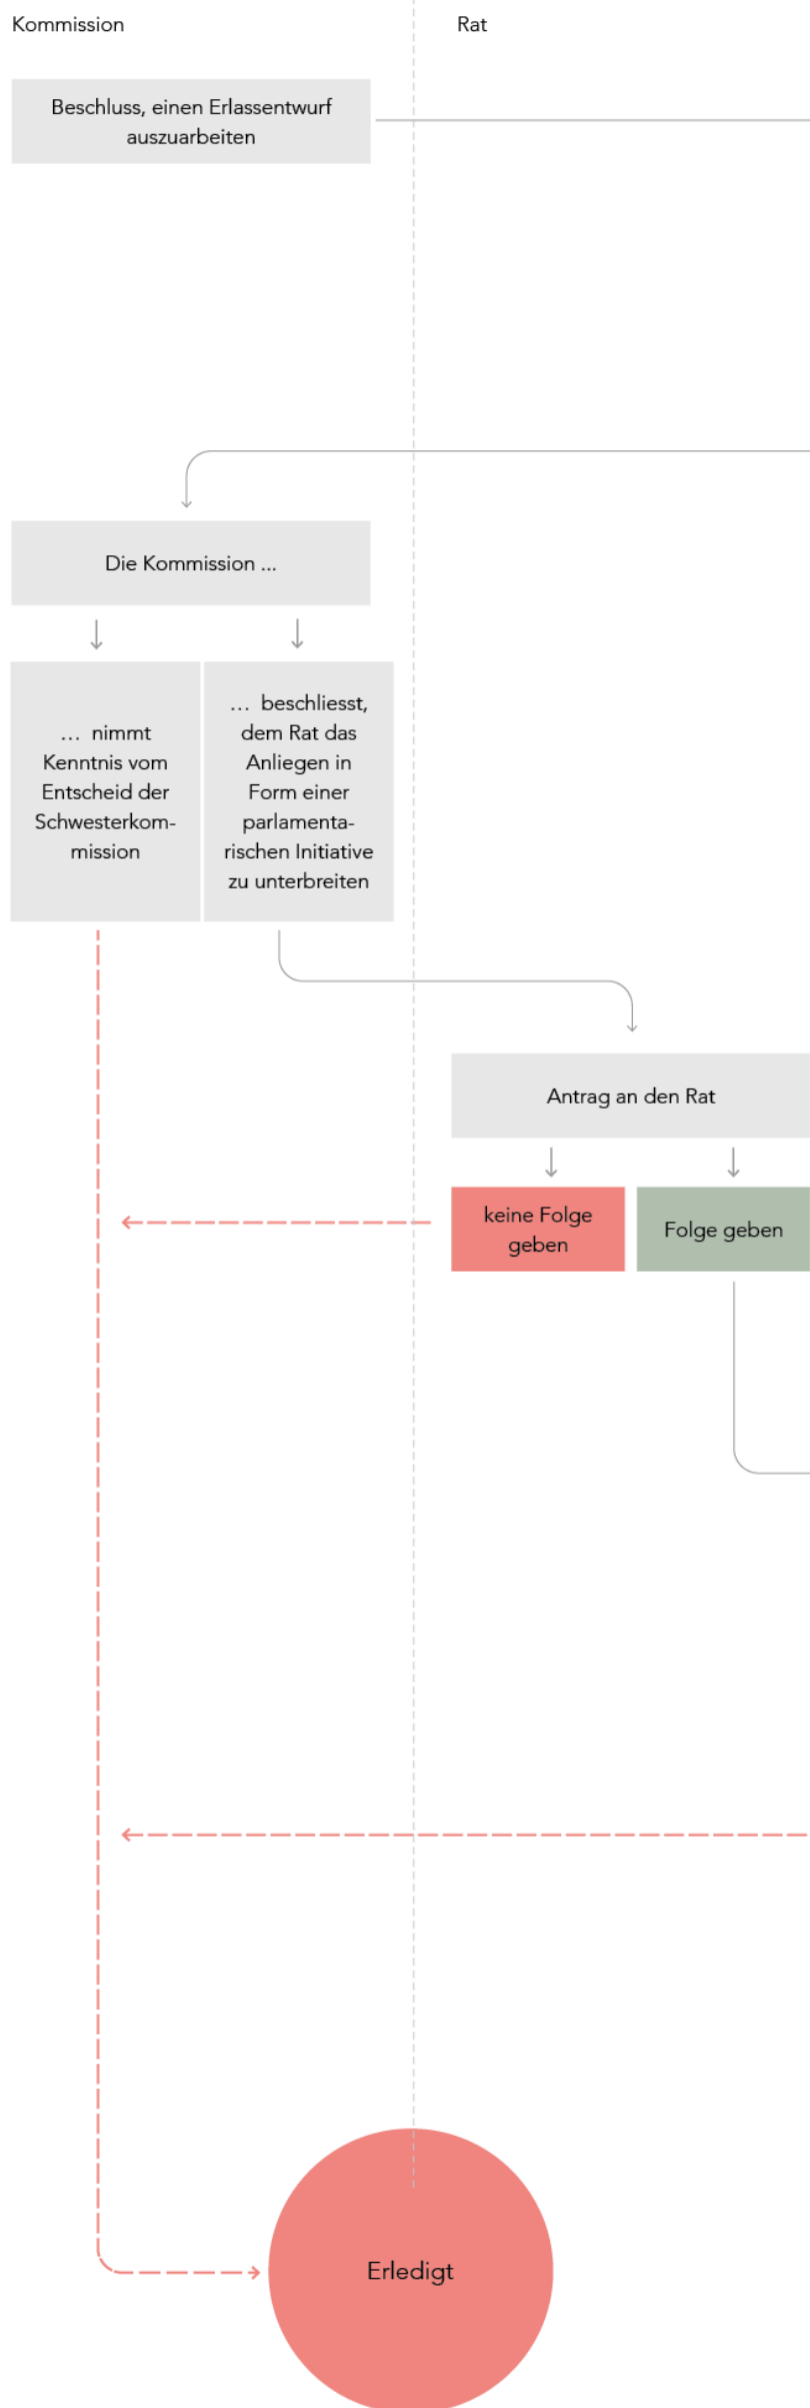 Kommission
Rat
Beschluss, einen Erlassentwurf
auszuarbeiten
Die Kommission ...
... nimmt
Kenntnis vom
Entscheid der
Schwesterkom-
mission
... beschliesst,
dem Rat das
Anliegen in
Form einer
parlamenta-
rischen Initiative
zu unterbreiten
Antrag an den Rat
keine Folge
geben
Folge geben
Erledigt